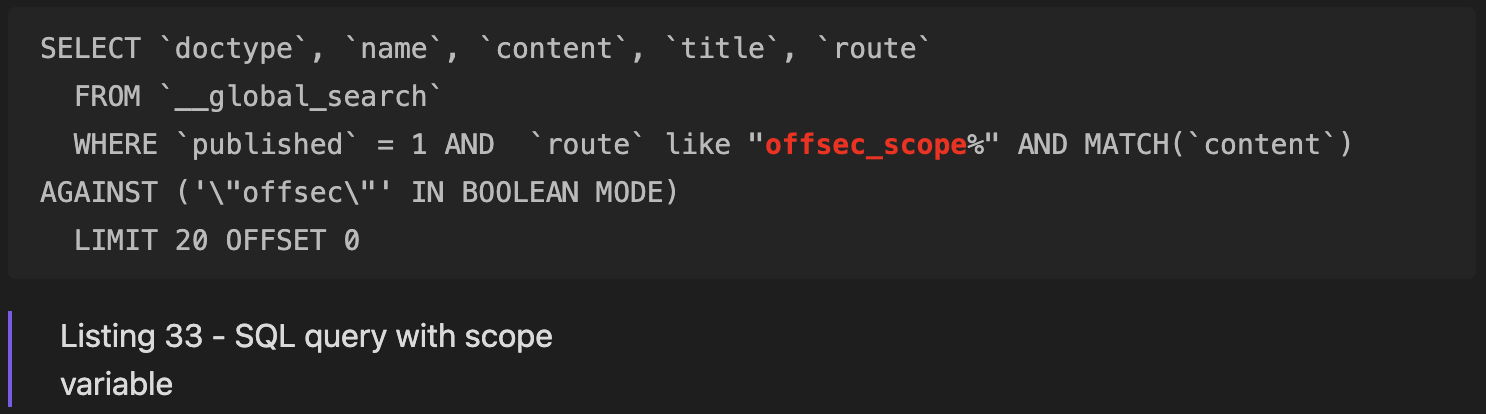 SELECT `doctype`, `name`, `content`, `title`, `route`
FROM `__global_search`
WHERE `published` = 1 AND  `route` like "offsec_scope%" AND MATCH(`content`)
AGAINST ('\"offsec\"' IN BOOLEAN MODE)
LIMIT 20 OFFSET 0
Listing 33 - SQL query with scope
variable